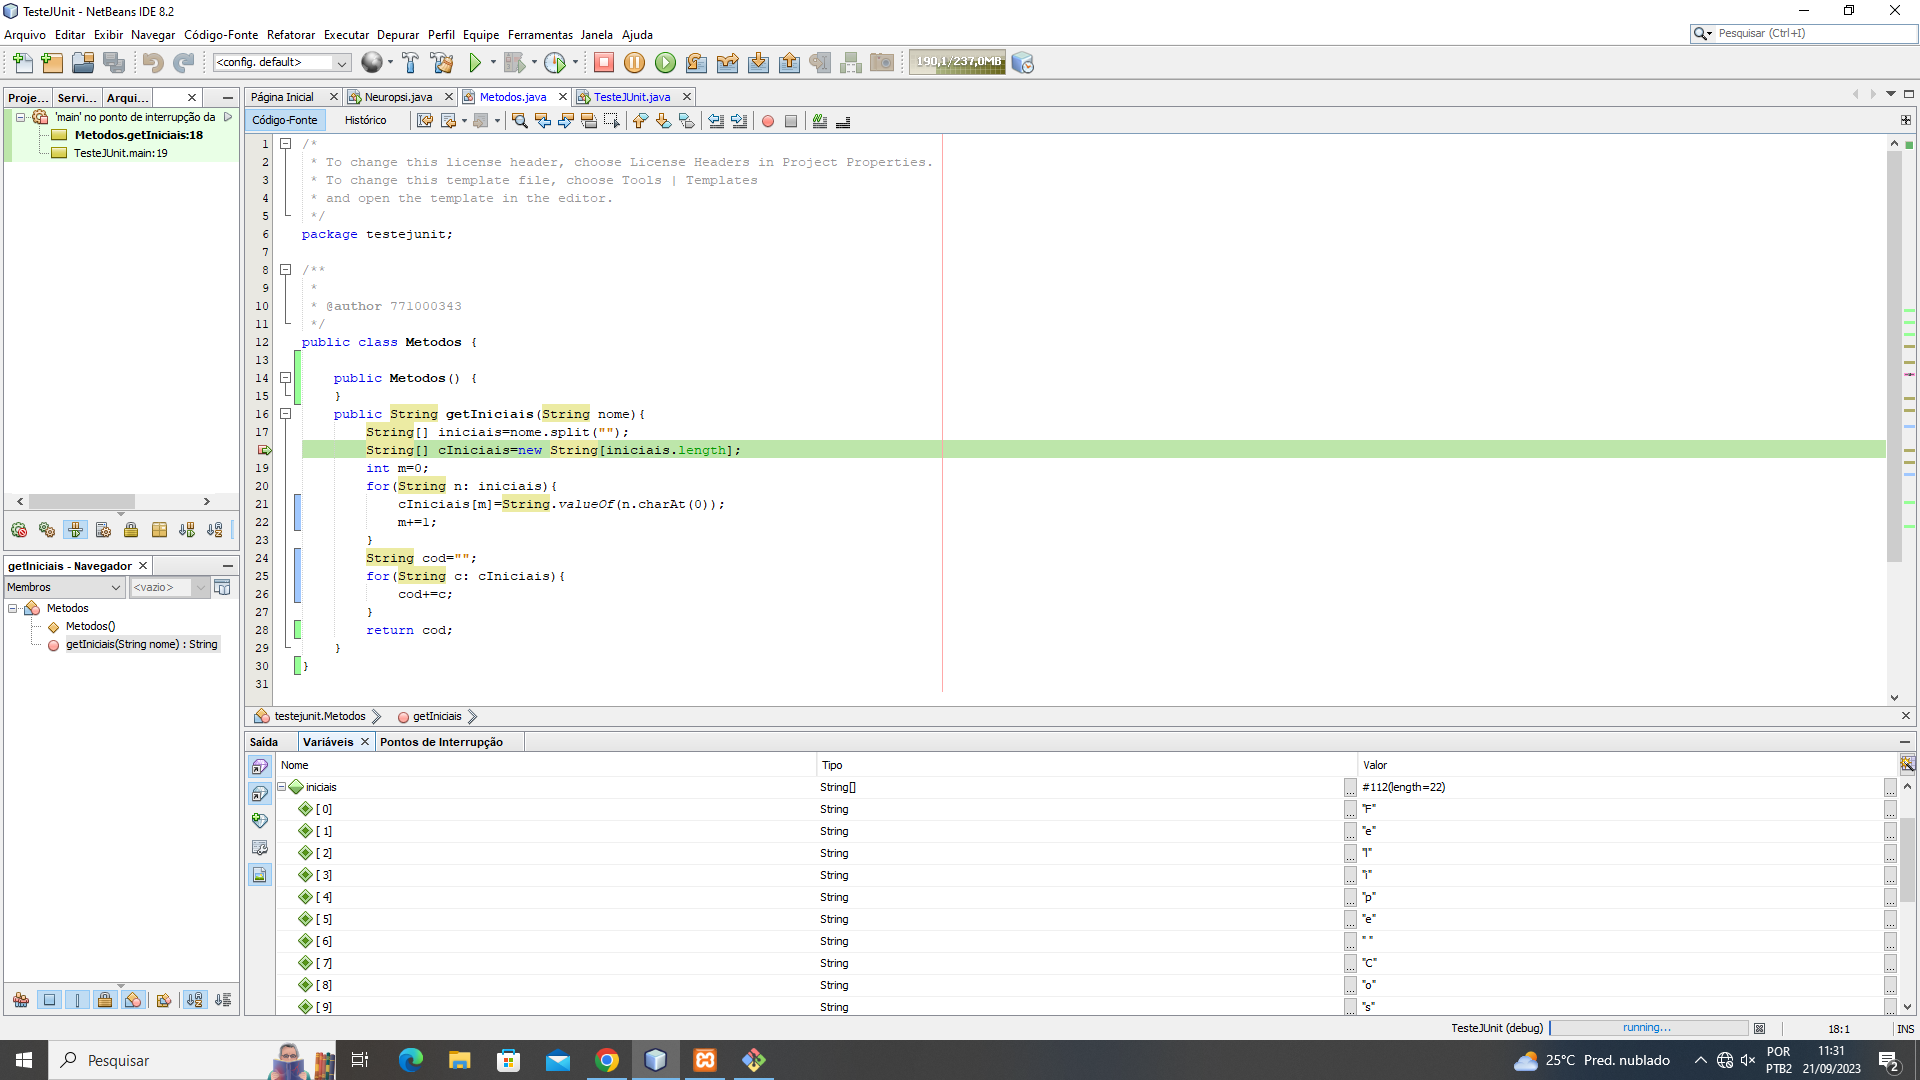 TesteJUnit - NetBeans IDE 8.2
Arquivo Editar Exibir Navegar Código-Fonte Refatorar Executar Depurar Perfil Equipe Ferramentas Janela Ajuda
Pesquisar (Ctrl+I)
<config. default>
190,1/237,0MB
Proje... Servi... Arqui...
Página Inicial Neuropsi.java Metodos.java TesteJUnit.java
'main' no ponto de interrupção da
Metodos.getIniciais:18
TesteJUnit.main:19
Código-Fonte Histórico
1 /*
2 * To change this license header, choose License Headers in Project Properties.
3 * To change this template file, choose Tools | Templates
4 * and open the template in the editor.
5 */
6 package testejunit;
7
8 /**
9 *
10 * @author 771000343
11 */
12 public class Metodos {
13
14 public Metodos() {
15 }
16 public String getIniciais(String nome){
17 String[] iniciais=nome.split("");
String[] cIniciais=new String[iniciais.length];
19 int m=0;
20 for(String n: iniciais){
21 cIniciais[m]=String.valueOf(n.charAt(0));
22 m+=1;
23 }
24 String cod="";
25 for(String c: cIniciais){
26 cod+=c;
27 }
28 return cod;
29 }
30 }
31
getIniciais - Navegador
Membros <vazio>
Metodos
Metodos()
getIniciais(String nome) : String
testejunit.Metodos getIniciais
Saída Variáveis Pontos de Interrupção
Nome Tipo Valor
iniciais String[] ... #112(length=22) ...
[ 0] String ... "F" ...
[ 1] String ... "e" ...
[ 2] String ... "l" ...
[ 3] String ... "i" ...
[ 4] String ... "p" ...
[ 5] String ... "e" ...
[ 6] String ... " " ...
[ 7] String ... "C" ...
[ 8] String ... "o" ...
[ 9] String ... "s" ...
TesteJUnit (debug) running... 18:1 INS
Pesquisar
25°C Pred. nublado
POR
PTB2
11:31
21/09/2023
2